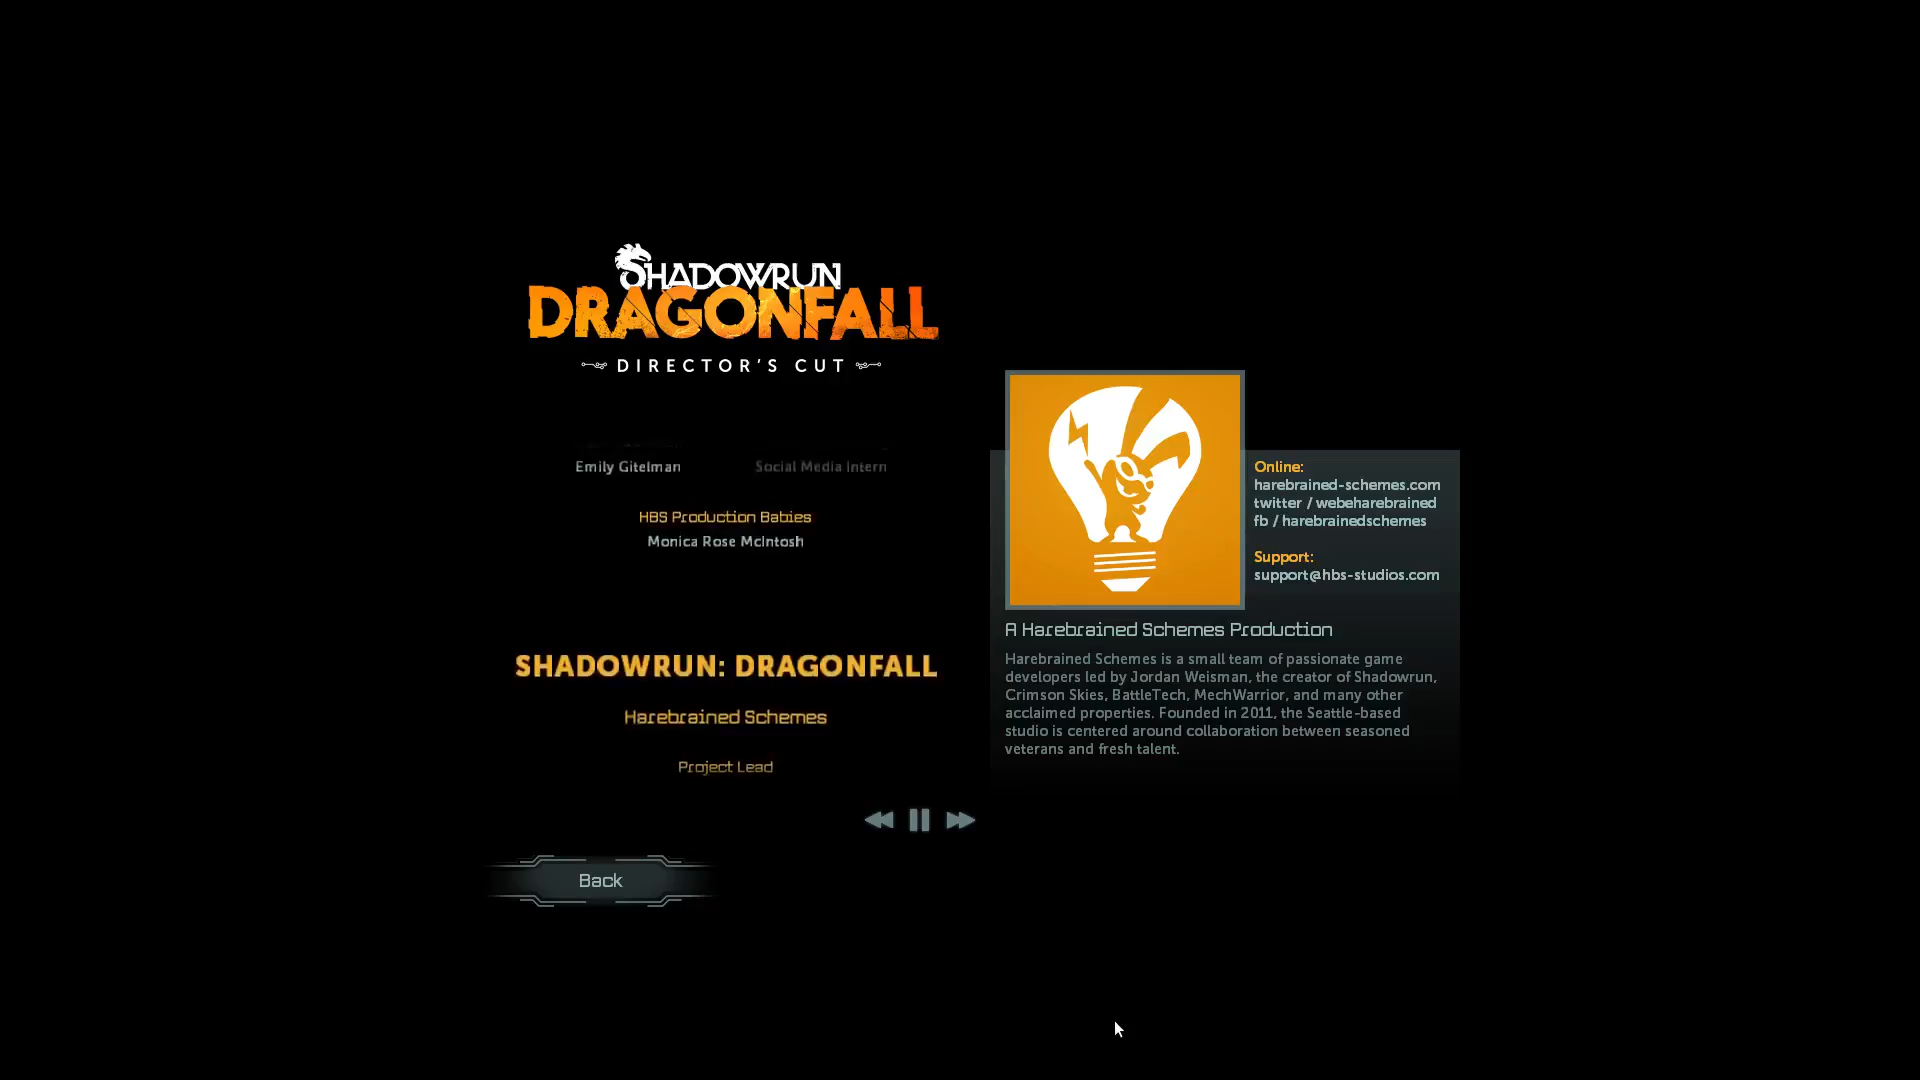 SHADOWRUN
DRAGONFALL
DIRECTOR'S CUT
Emily Gitelman Social Media Intern
HBS Production Babies
Monica Rose McIntosh
SHADOWRUN: DRAGONFALL
Harebrained Schemes
Project Lead
Back
Online:
harebrained-schemes.com
twitter / webeharebrained
fb / harebrainedschemes
Support:
support@hbs-studios.com
A Harebrained Schemes Production
Harebrained Schemes is a small team of passionate game
developers led by Jordan Weisman, the creator of Shadowrun,
Crimson Skies, BattleTech, MechWarrior, and many other
acclaimed properties. Founded in 2011, the Seattle-based
studio is centered around collaboration between seasoned
veterans and fresh talent.